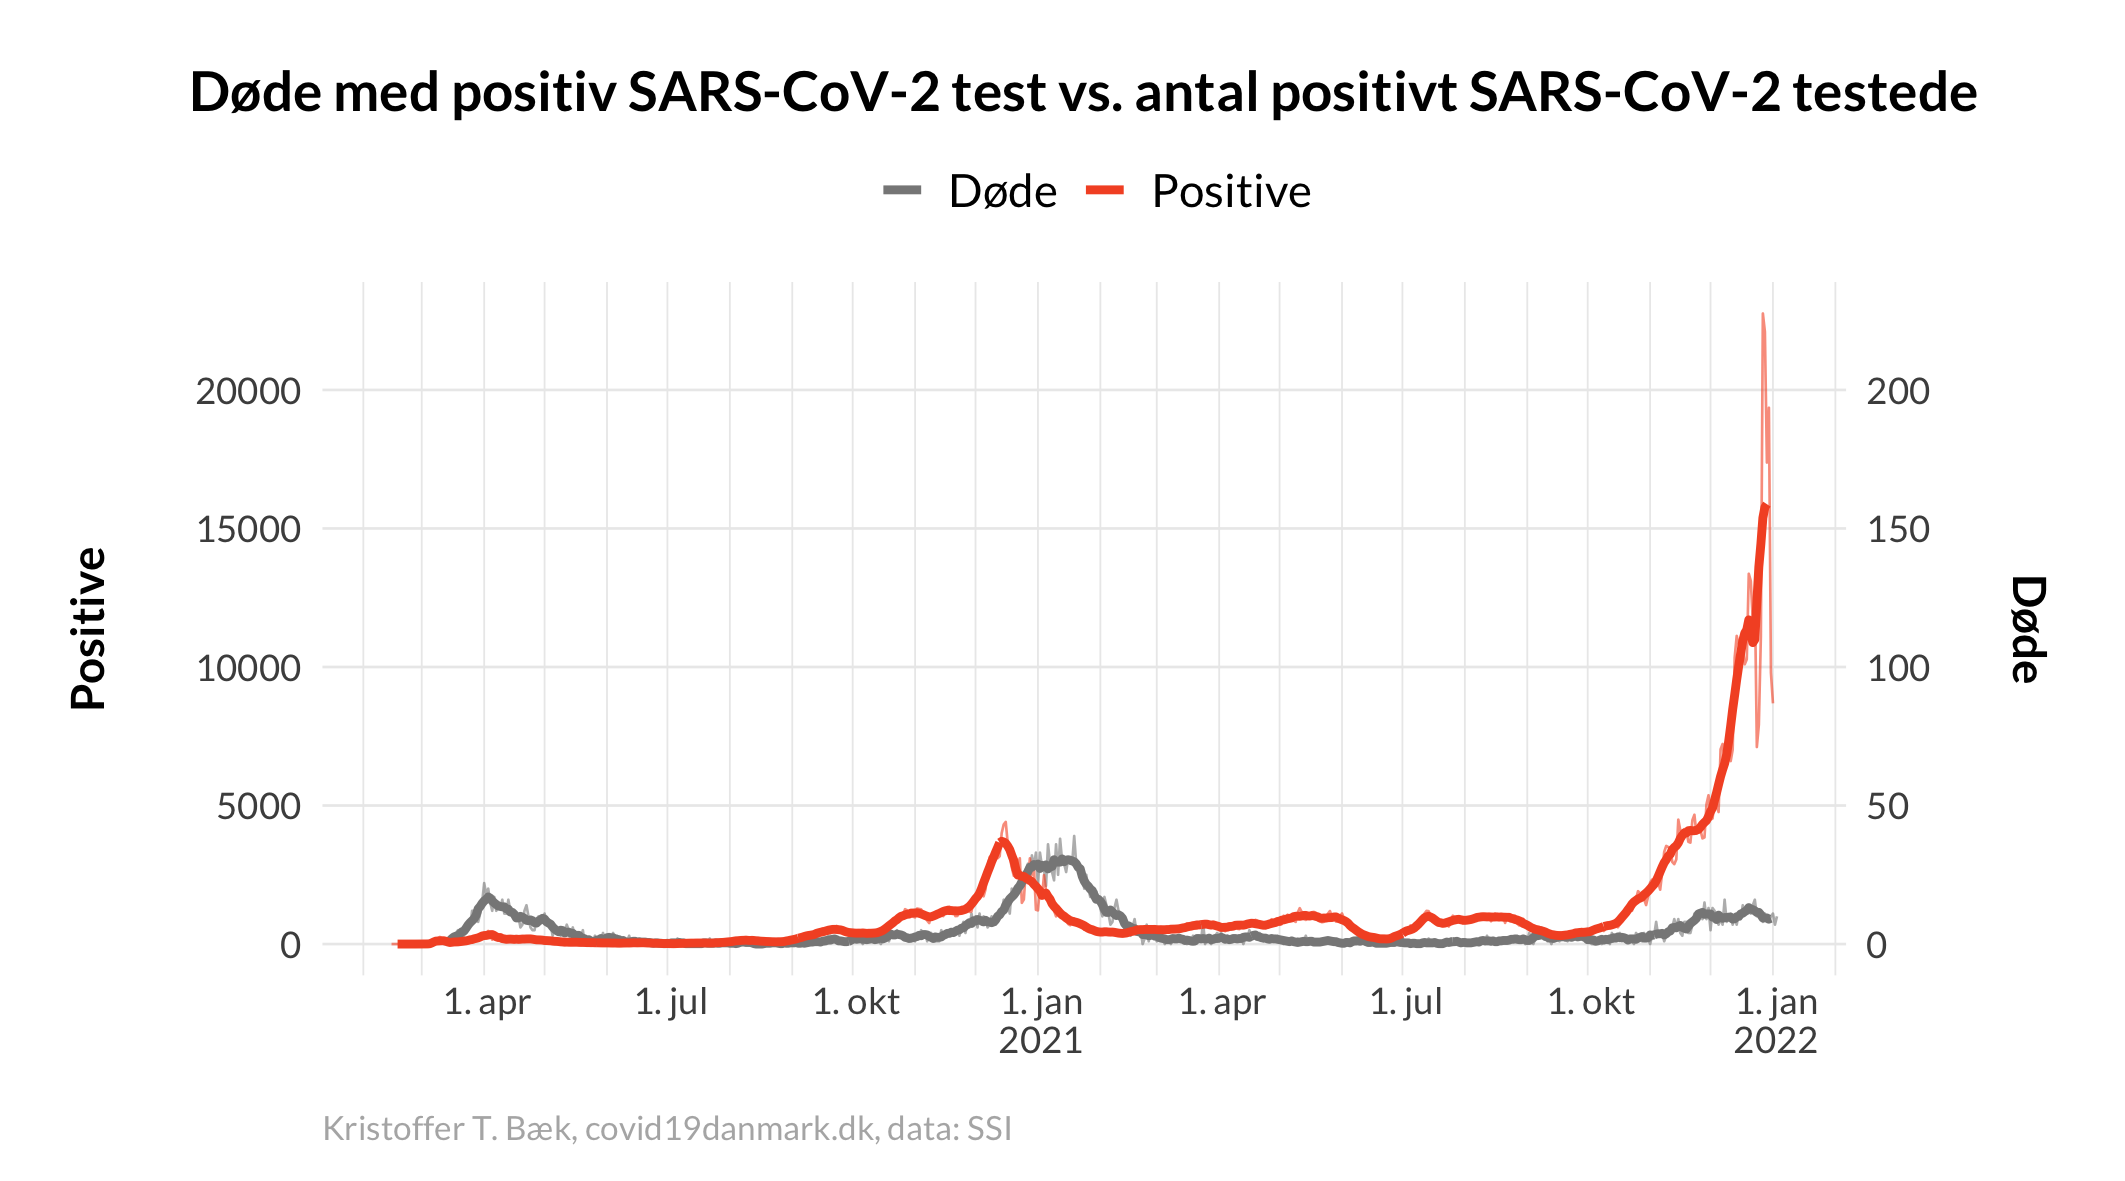 Døde med positiv SARS-CoV-2 test vs. antal positivt SARS-CoV-2 testede
Døde Positive
20000 200
15000 150
10000 100
5000 50
0 0
Positive
Døde
1. apr 1. jul 1. okt 1. jan 1. apr 1. jul 1. okt 1. jan
2021 2022
Kristoffer T. Bæk, covid19danmark.dk, data: SSI